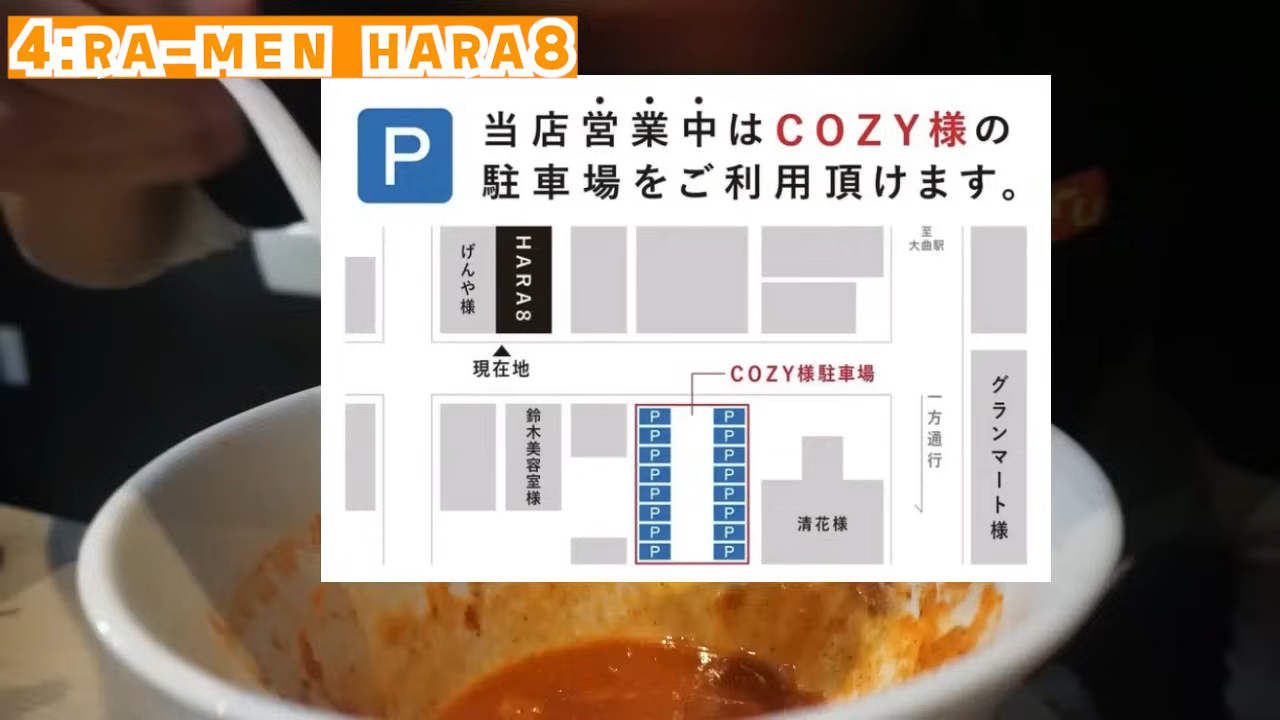 4:RA-MEN HARA8
P 当店営業中はCOZY様の
駐車場をご利用頂けます。
至
大曲駅
げんや様
HARA8
現在地
COZY様駐車場
鈴木美容室様
P P
P P
P P
P P
P P
P P
P P
P P
清花様
一方通行
グランマート様